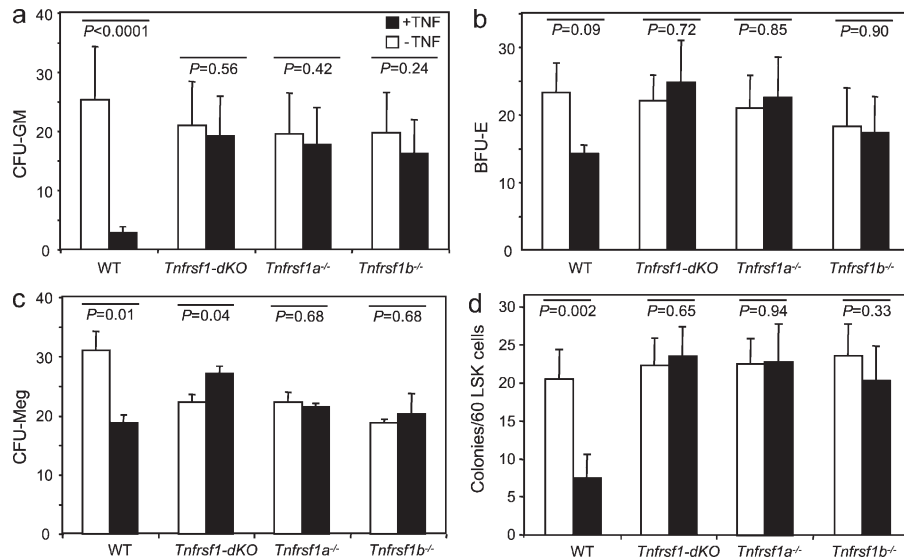 a
P<0.0001
+TNF
-TNF
P=0.56
P=0.42
P=0.24
40
30
20
10
0
CFU-GM
WT
Tnfrsf1-dKO
Tnfrsf1a-/-
Tnfrsf1b-/-
b
P=0.09
P=0.72
P=0.85
P=0.90
30
20
10
0
BFU-E
WT
Tnfrsf1-dKO
Tnfrsf1a-/-
Tnfrsf1b-/-
c
P=0.01
P=0.04
P=0.68
P=0.68
40
30
20
10
0
CFU-Meg
WT
Tnfrsf1-dKO
Tnfrsf1a-/-
Tnfrsf1b-/-
d
P=0.002
P=0.65
P=0.94
P=0.33
30
25
20
15
10
5
0
Colonies/60 LSK cells
WT
Tnfrsf1-dKO
Tnfrsf1a-/-
Tnfrsf1b-/-